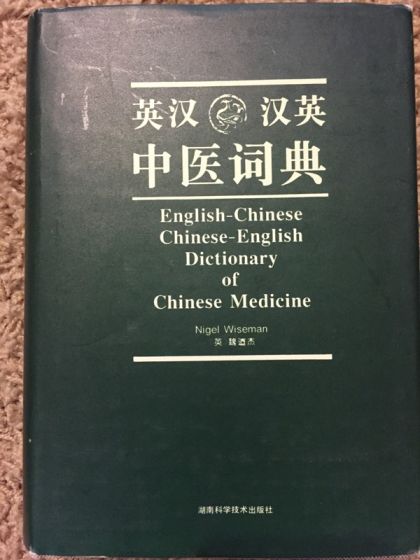 英汉 汉英
中医词典
English-Chinese
Chinese-English
Dictionary
of
Chinese Medicine
Nigel Wiseman
英 魏迺杰
湖南科学技术出版社